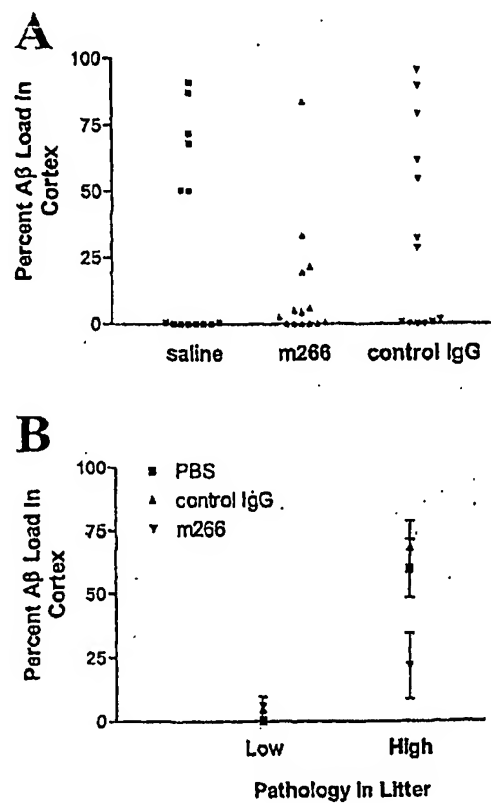 A
Percent Aβ Load In
Cortex
100
75
50
25
0
saline m266 control IgG
B
Percent Aβ Load In
Cortex
100
75
50
25
0
PBS
control IgG
m266
Low High
Pathology In Litter